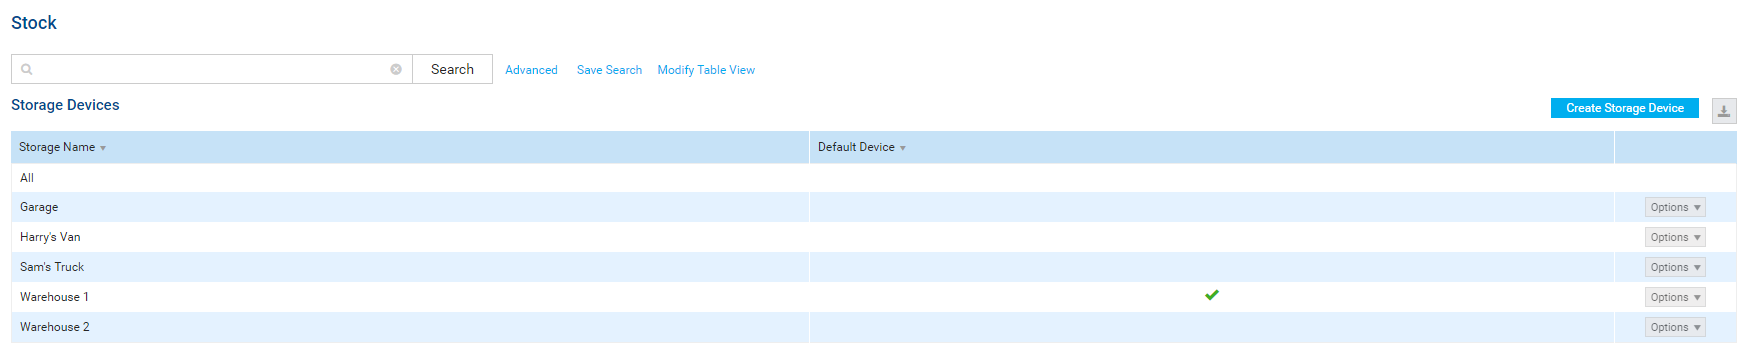 Stock
Search Advanced Save Search Modify Table View
Storage Devices Create Storage Device
Storage Name Default Device
All
Garage Options
Harry's Van Options
Sam's Truck Options
Warehouse 1 Options
Warehouse 2 Options